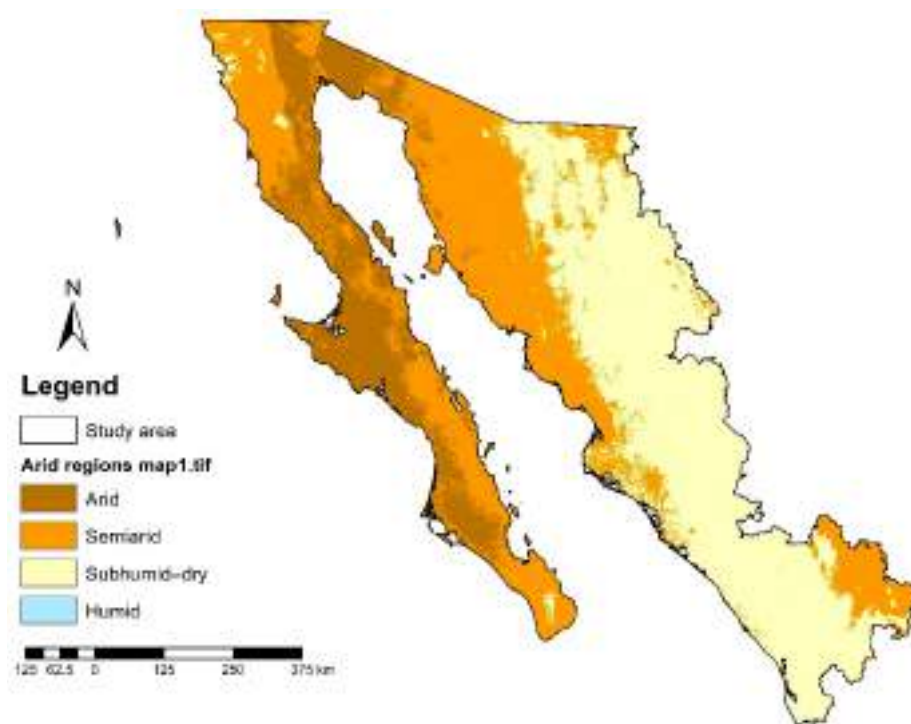 N
Legend
Study area
Arid regions map1.tif
Arid
Semiarid
Subhumid-dry
Humid
125 62.5 0 125 250 375 km